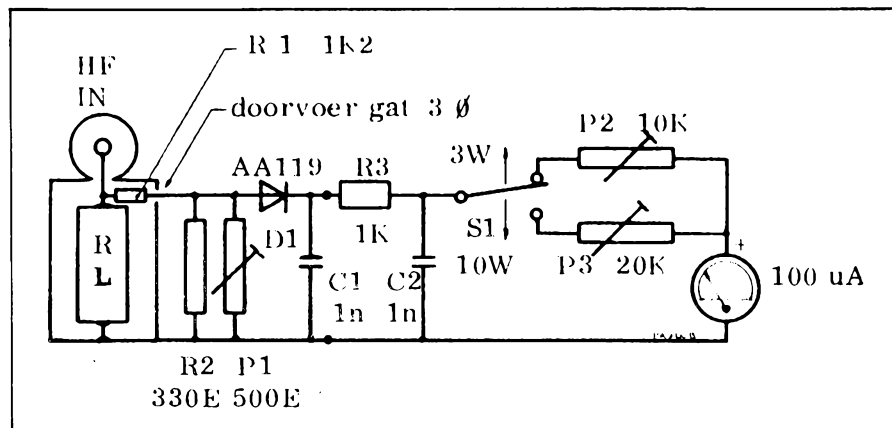 R 1 1K2
HF
IN
doorvoer gat 3 Ø
AA119
R3
3W
P2 10K
R
L
D1
1K
S1
C1
1n
C2
1n
10W
P3 20K
+
100 uA
R2 P1
330E 500E